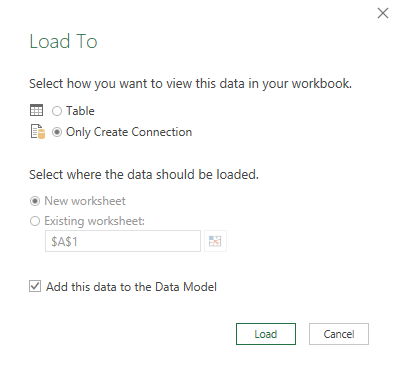 Load To
Select how you want to view this data in your workbook.
Table
Only Create Connection
Select where the data should be loaded.
New worksheet
Existing worksheet:
$A$1
Add this data to the Data Model
Load
Cancel